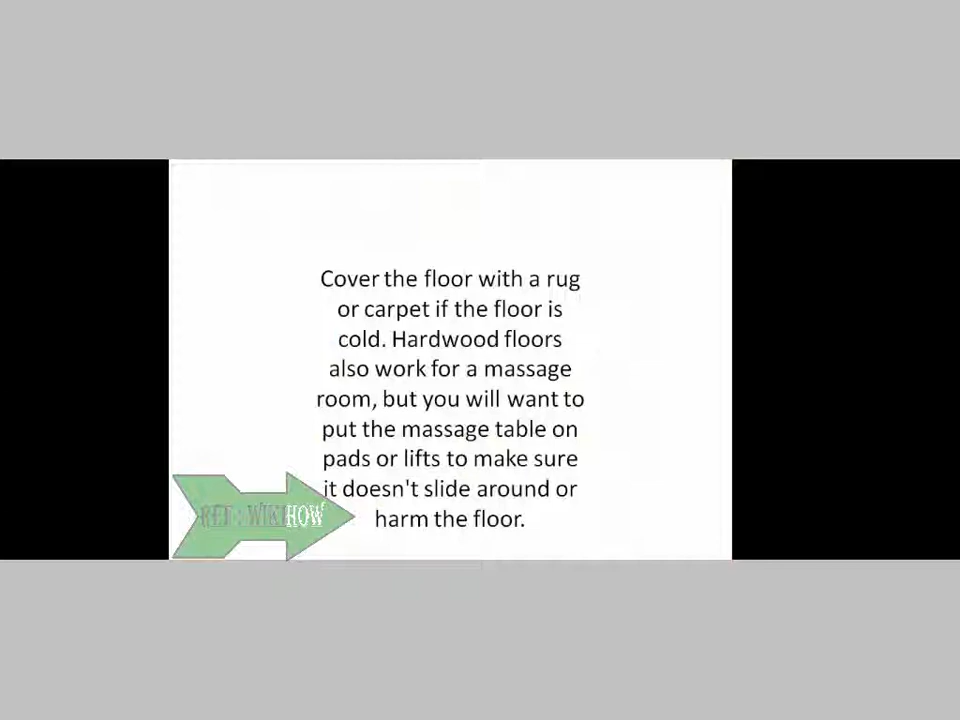 Cover the floor with a rug
or carpet if the floor is
cold. Hardwood floors
also work for a massage
room, but you will want to
put the massage table on
pads or lifts to make sure
it doesn't slide around or
harm the floor.
REF : WIKIHOW